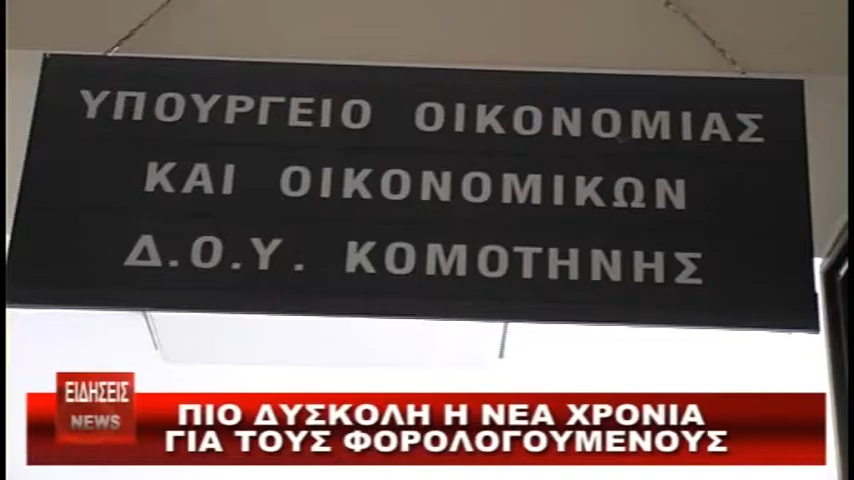 ΥΠΟΥΡΓΕΙΟ ΟΙΚΟΝΟΜΙΑΣ
ΚΑΙ ΟΙΚΟΝΟΜΙΚΩΝ
Δ.Ο.Υ. ΚΟΜΟΤΗΝΗΣ
ΕΙΔΗΣΕΙΣ
NEWS
ΠΙΟ ΔΥΣΚΟΛΗ Η ΝΕΑ ΧΡΟΝΙΑ
ΓΙΑ ΤΟΥΣ ΦΟΡΟΛΟΓΟΥΜΕΝΟΥΣ